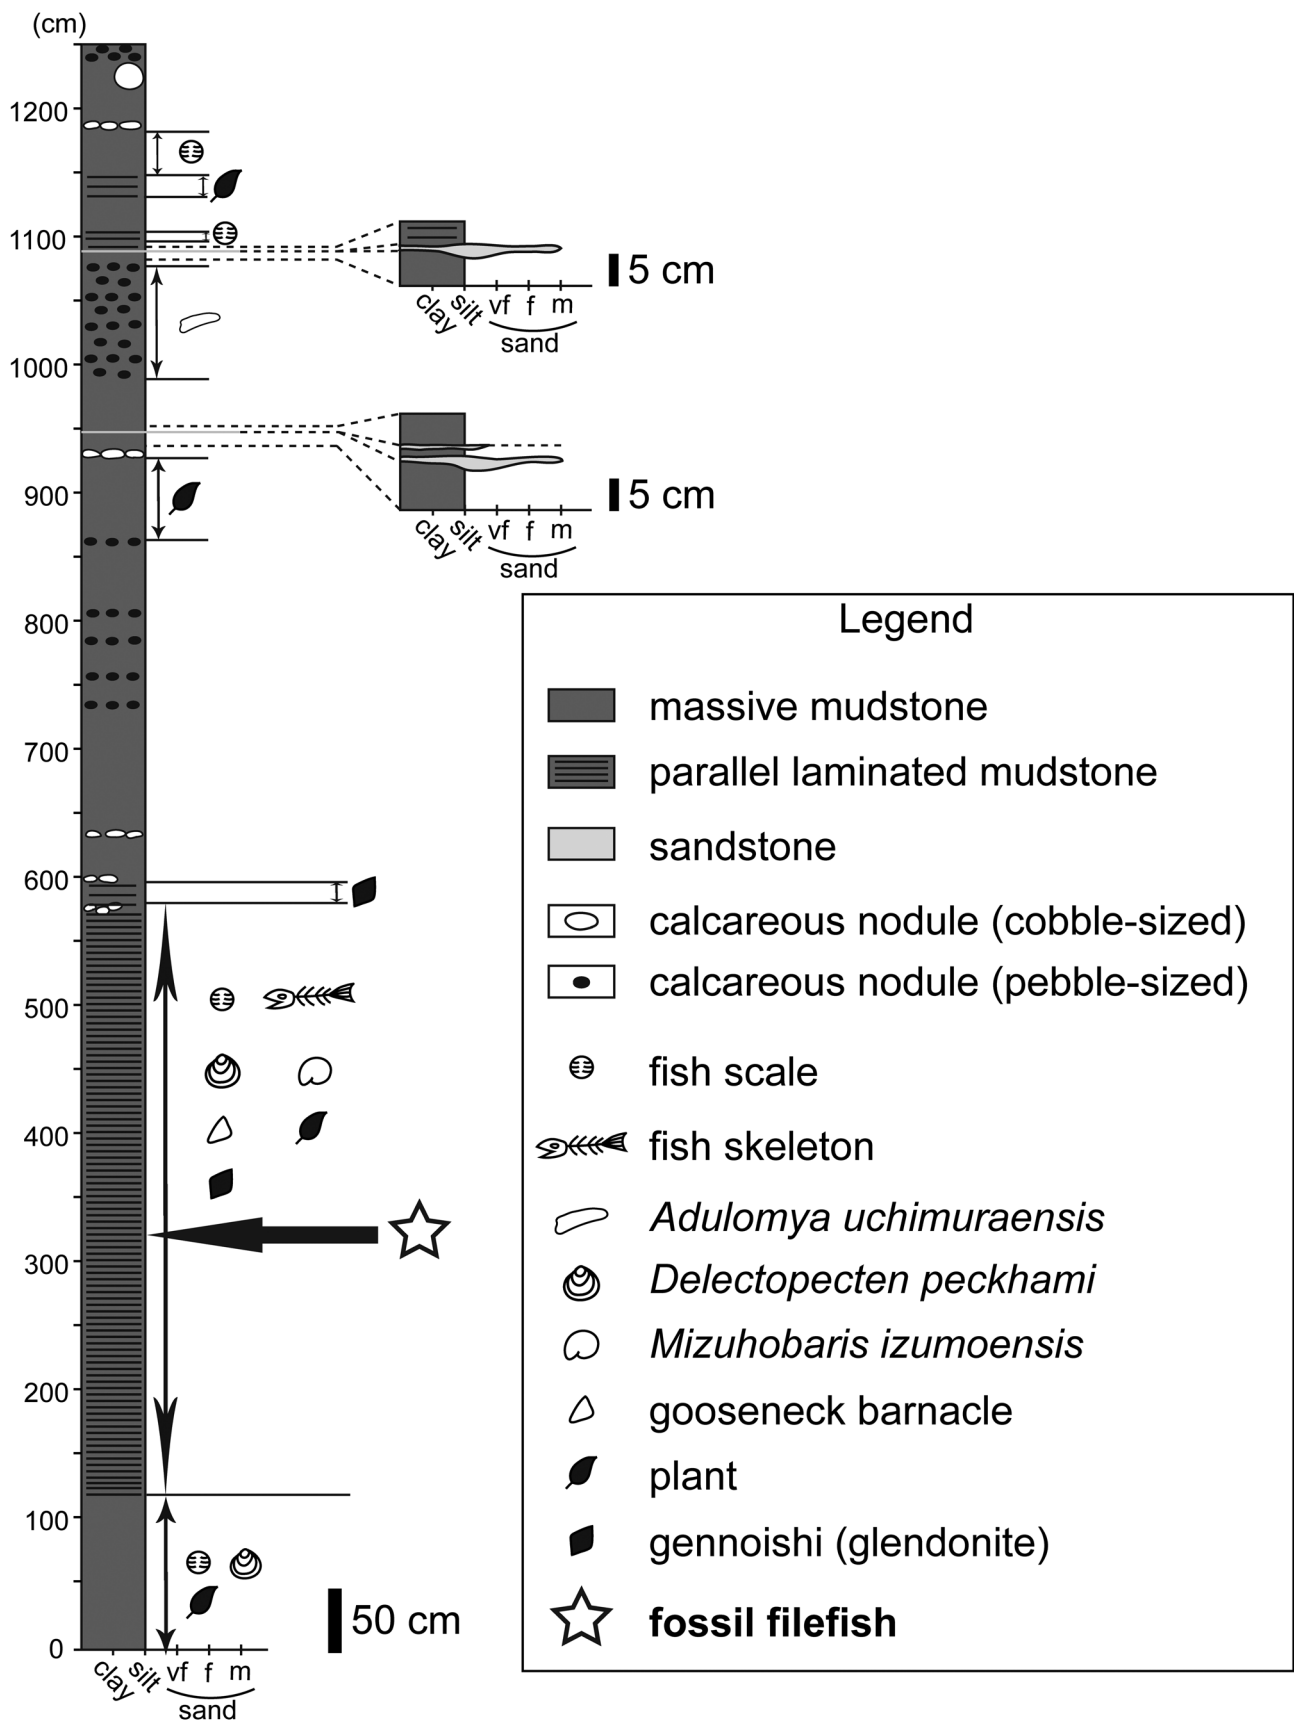 (cm)
1200
1100
1000
900
800
700
600
500
400
300
200
100
0
clay silt vf f m
sand
50 cm
clay silt vf f m
sand
5 cm
clay silt vf f m
sand
5 cm
Legend
massive mudstone
parallel laminated mudstone
sandstone
calcareous nodule (cobble-sized)
calcareous nodule (pebble-sized)
fish scale
fish skeleton
Adulomya uchimuraensis
Delectopecten peckhami
Mizuhobaris izumoensis
gooseneck barnacle
plant
gennoishi (glendonite)
fossil filefish